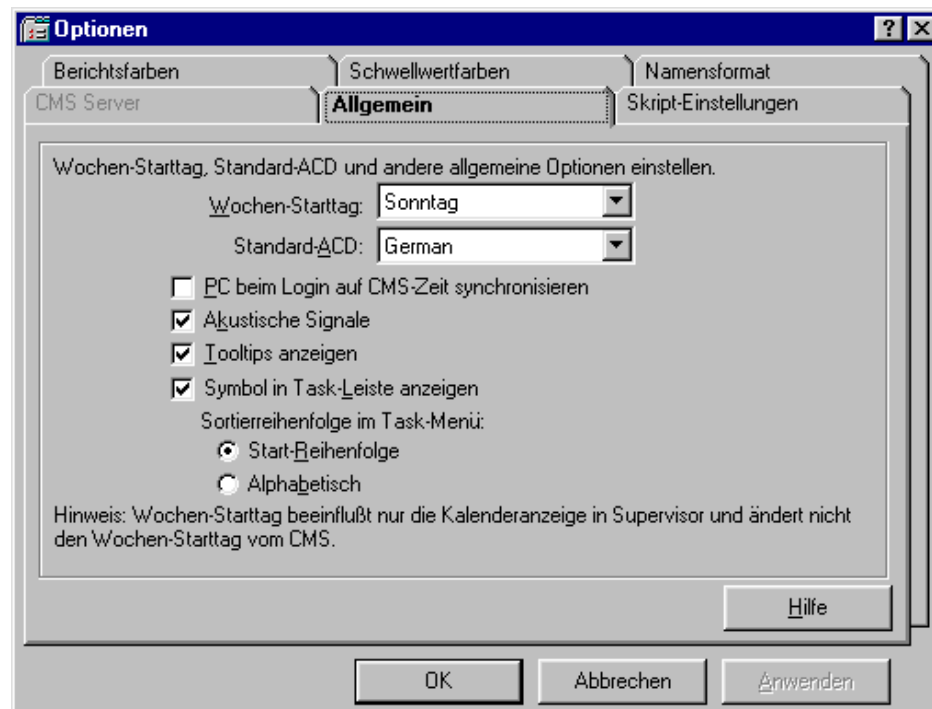 Optionen
Berichtsfarben Schwellwertfarben Namensformat
CMS Server Allgemein Skript-Einstellungen
Wochen-Starttag, Standard-ACD und andere allgemeine Optionen einstellen.
Wochen-Starttag: Sonntag
Standard-ACD: German
PC beim Login auf CMS-Zeit synchronisieren
Akustische Signale
Tooltips anzeigen
Symbol in Task-Leiste anzeigen
Sortierreihenfolge im Task-Menü:
Start-Reihenfolge
Alphabetisch
Hinweis: Wochen-Starttag beeinflußt nur die Kalenderanzeige in Supervisor und ändert nicht
den Wochen-Starttag vom CMS.
Hilfe
OK Abbrechen Anwenden